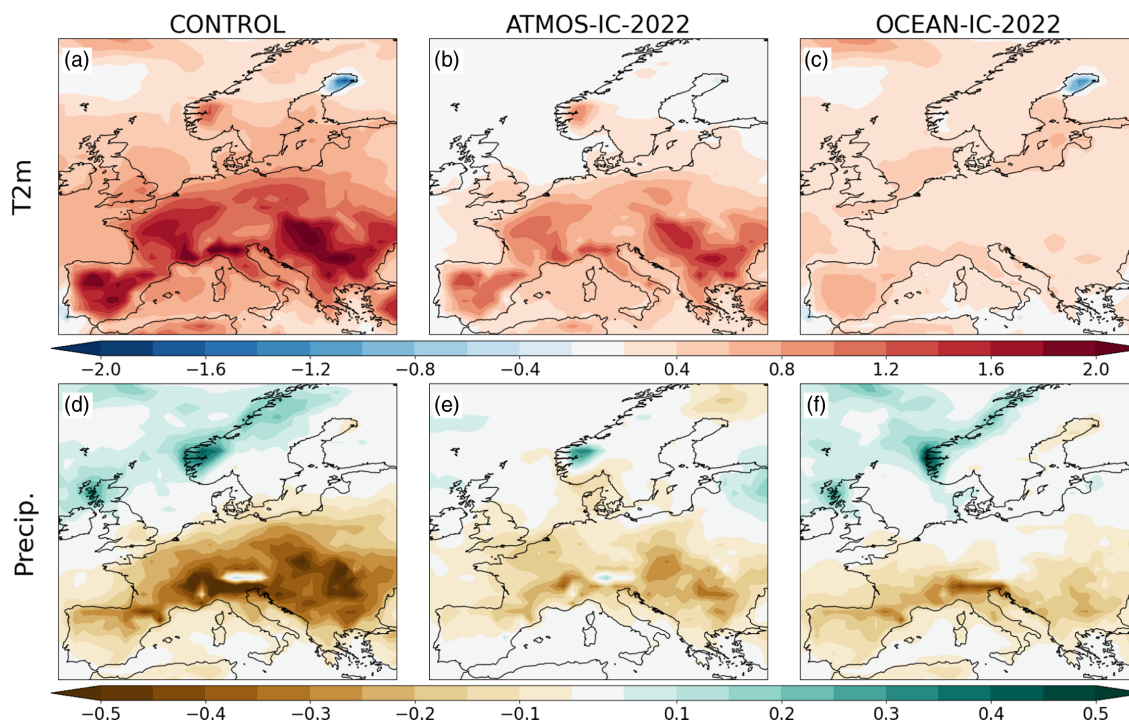 CONTROL ATMOS-IC-2022 OCEAN-IC-2022
(a) (b) (c)
T2m
−2.0 −1.6 −1.2 −0.8 −0.4 0.4 0.8 1.2 1.6 2.0
(d) (e) (f)
Precip.
−0.5 −0.4 −0.3 −0.2 −0.1 0.1 0.2 0.3 0.4 0.5